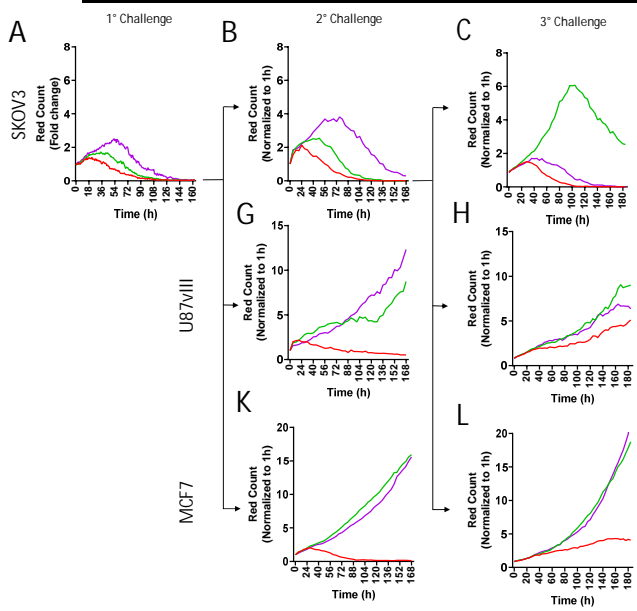 1° Challenge
2° Challenge
3° Challenge
A
B
C
SKOV3
Red Count
(Fold change)
8
6
4
2
0
0 18 36 54 72 90 108 126 144 160
Time (h)
Red Count
(Normalized to 1h)
8
6
4
2
0
0 24 40 56 72 88 104 120 136 152 168
Time (h)
Red Count
(Normalized to 1h)
8
6
4
2
0
0 20 40 60 80 100 120 140 160 180
Time (h)
G
H
U87vIII
Red Count
(Normalized to 1h)
15
10
5
0
0 24 40 56 72 88 104 120 136 152 168
Time (h)
Red Count
(Normalized to 1h)
15
10
5
0
0 20 40 60 80 100 120 140 160 180
Time (h)
K
L
MCF7
Red Count
(Normalized to 1h)
20
15
10
5
0
0 24 40 56 72 88 104 120 136 152 168
Time (h)
Red Count
(Normalized to 1h)
20
15
10
5
0
0 20 40 60 80 100 120 140 160 180
Time (h)